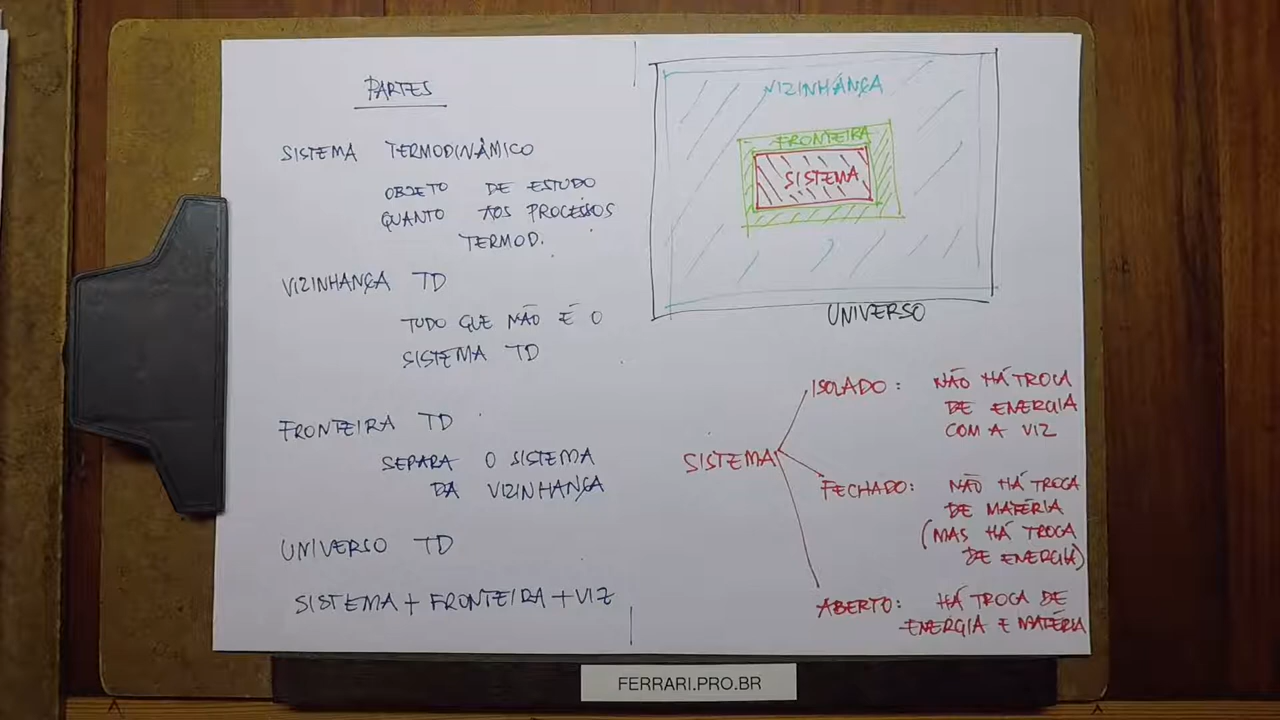 PARTES
SISTEMA TERMODINÂMICO
OBJETO DE ESTUDO
QUANTO AOS PROCESSOS
TERMOD.
VIZINHANÇA TD
TUDO QUE NÃO É O
SISTEMA TD
FRONTEIRA TD
SEPARA O SISTEMA
DA VIZINHANÇA
UNIVERSO TD
SISTEMA + FRONTEIRA + VIZ
VIZINHANÇA
FRONTEIRA
SISTEMA
UNIVERSO
SISTEMA
ISOLADO: NÃO HÁ TROCA
DE ENERGIA
COM A VIZ
FECHADO: NÃO HÁ TROCA
DE MATÉRIA
(MAS HÁ TROCA
DE ENERGIA)
ABERTO: HÁ TROCA DE
ENERGIA E MATÉRIA
FERRARI.PRO.BR